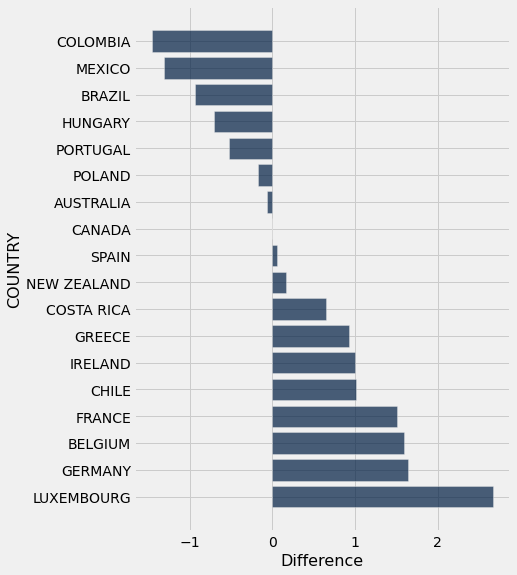 COLOMBIA
MEXICO
BRAZIL
HUNGARY
PORTUGAL
POLAND
AUSTRALIA
CANADA
SPAIN
NEW ZEALAND
COSTA RICA
GREECE
IRELAND
CHILE
FRANCE
BELGIUM
GERMANY
LUXEMBOURG
COUNTRY
−1 0 1 2
Difference